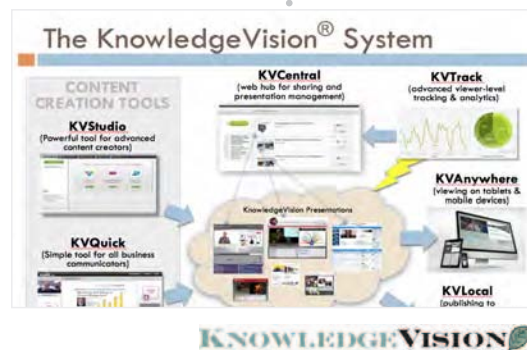 The KnowledgeVision® System
CONTENT
CREATION TOOLS
KVStudio
(Powerful tool for advanced
content creators)
KVQuick
(Simple tool for all business
communicators)
KVCentral
(web hub for sharing and
presentation management)
KnowledgeVision Presentations
KVTrack
(advanced viewer-level
tracking & analytics)
KVAnywhere
(viewing on tablets &
mobile devices)
KVLocal
(publishing to
KNOWLEDGEVISION